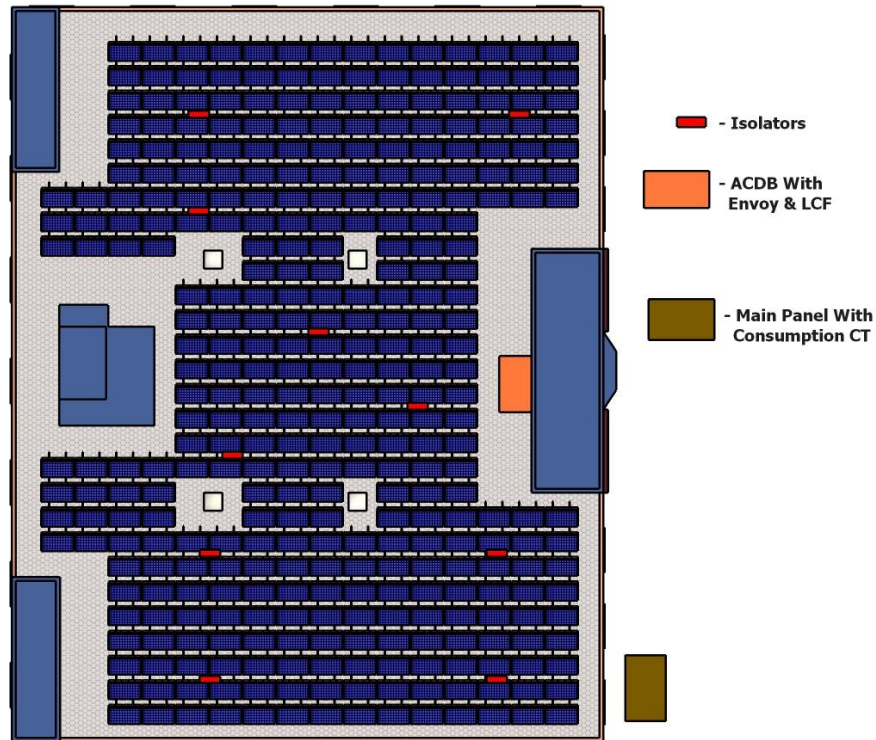 - Isolators
- ACDB With
Envoy & LCF
- Main Panel With
Consumption CT